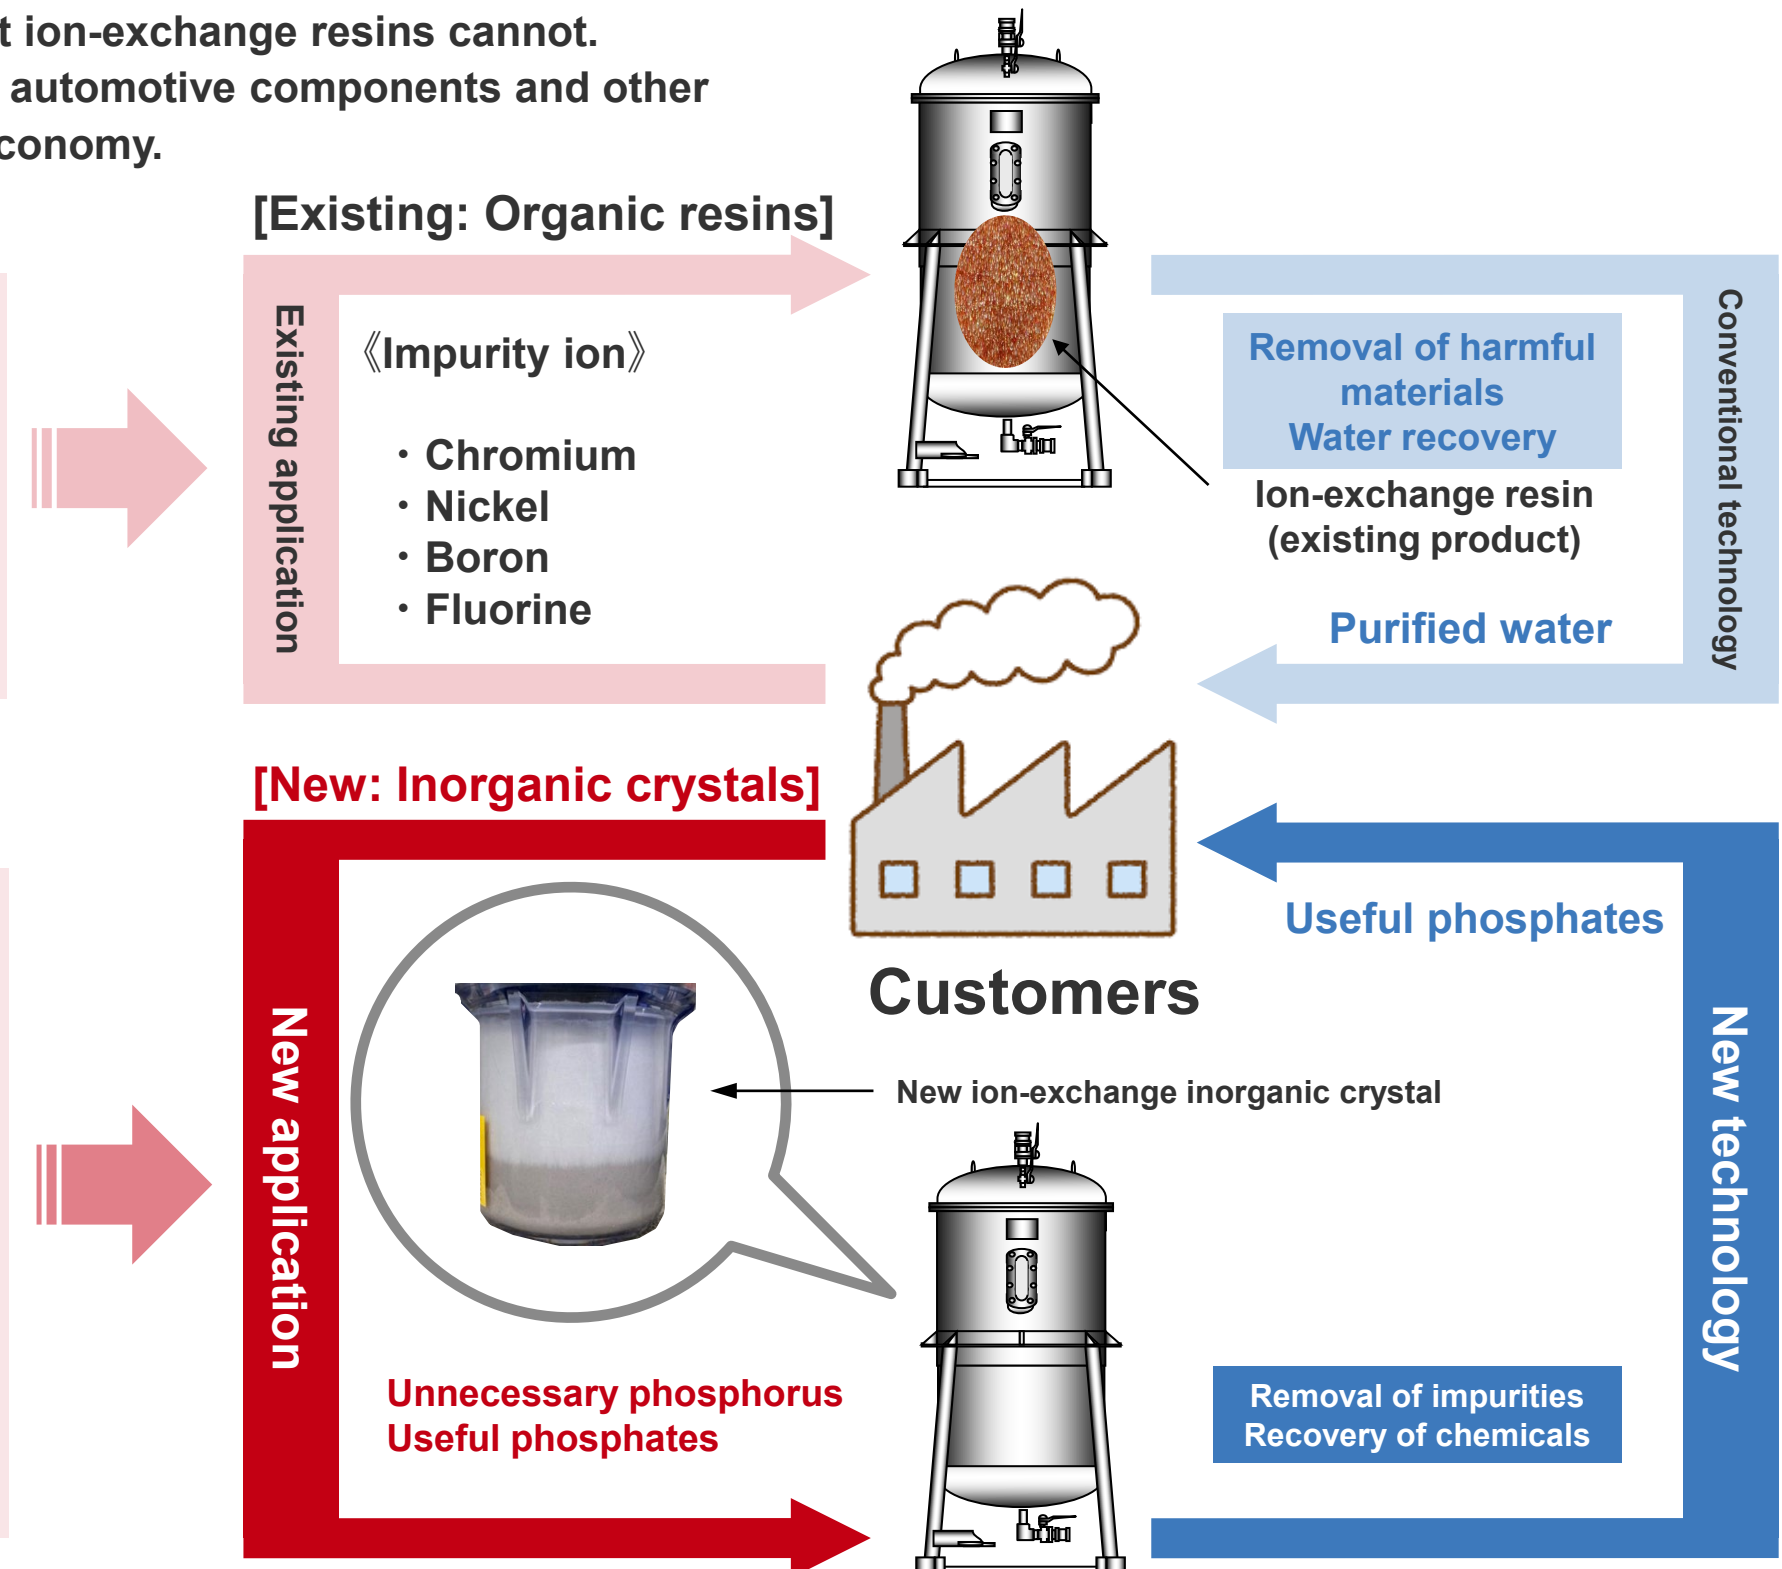 t ion-exchange resins cannot.
automotive components and other
conomy.
[Existing: Organic resins]
Existing application
《Impurity ion》
・Chromium
・Nickel
・Boron
・Fluorine
Removal of harmful
materials
Water recovery
Ion-exchange resin
(existing product)
Conventional technology
Purified water
[New: Inorganic crystals]
Useful phosphates
Customers
New application
New ion-exchange inorganic crystal
New technology
Unnecessary phosphorus
Useful phosphates
Removal of impurities
Recovery of chemicals